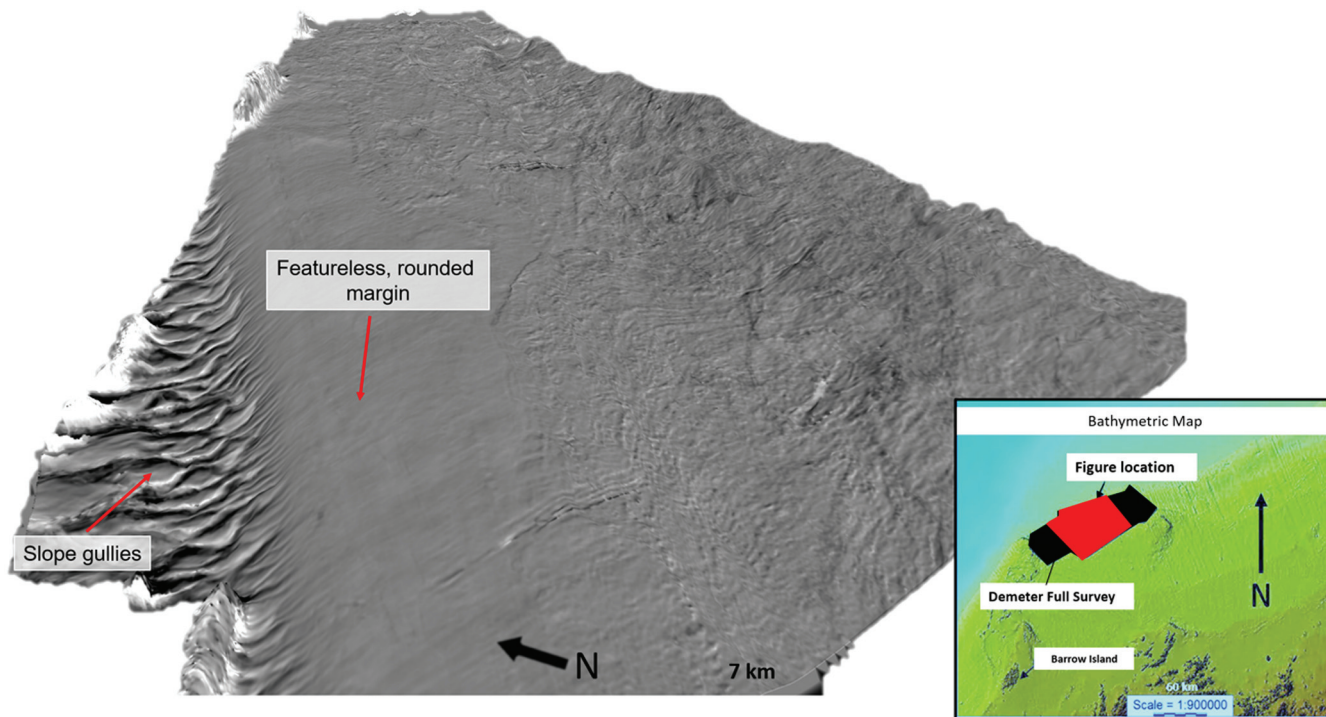 Featureless, rounded
margin
Slope gullies
N
7 km
Bathymetric Map
Figure location
Demeter Full Survey
N
Barrow Island
60 km
Scale = 1:900000